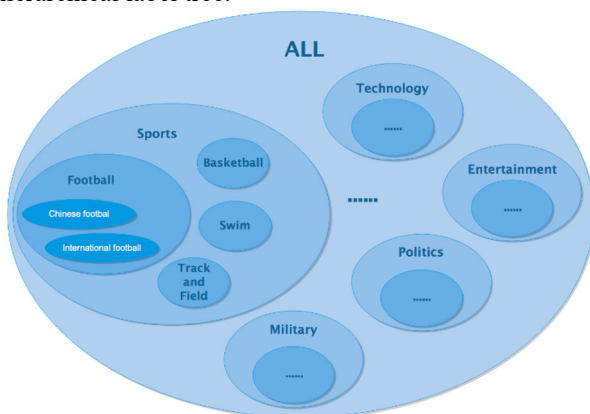 ALL
Technology
......
Sports
Basketball
Football
Entertainment
......
......
Chinese footbal
Swim
International football
Politics
......
Track
and
Field
Military
......